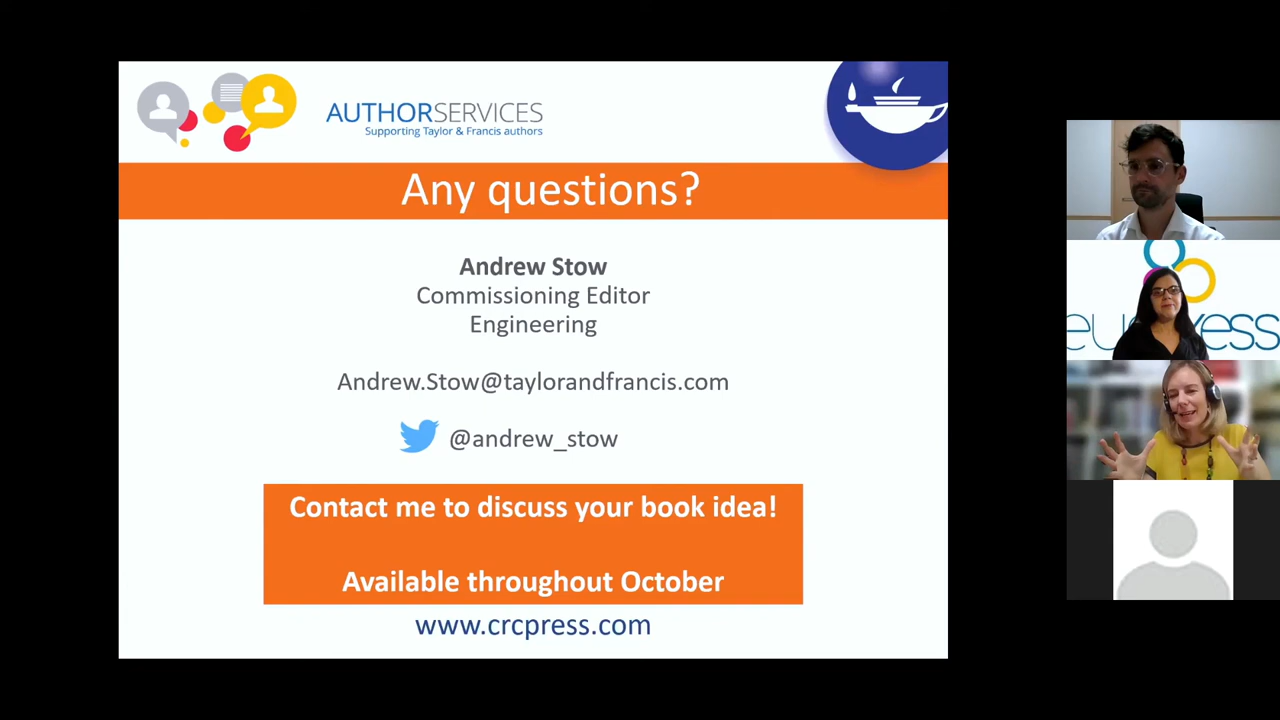 AUTHORSERVICES
Supporting Taylor & Francis authors
Any questions?
Andrew Stow
Commissioning Editor
Engineering
Andrew.Stow@taylorandfrancis.com
@andrew_stow
Contact me to discuss your book idea!
Available throughout October
www.crcpress.com